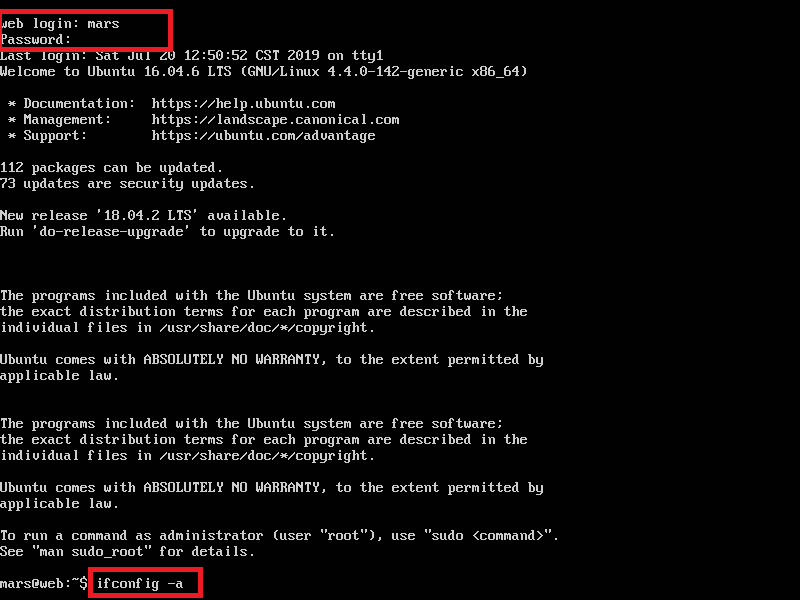 web login: mars
Password:
Last login: Sat Jul 20 12:50:52 CST 2019 on tty1
Welcome to Ubuntu 16.04.6 LTS (GNU/Linux 4.4.0-142-generic x86_64)
* Documentation: https://help.ubuntu.com
* Management: https://landscape.canonical.com
* Support: https://ubuntu.com/advantage
112 packages can be updated.
73 updates are security updates.
New release '18.04.2 LTS' available.
Run 'do-release-upgrade' to upgrade to it.
The programs included with the Ubuntu system are free software;
the exact distribution terms for each program are described in the
individual files in /usr/share/doc/*/copyright.
Ubuntu comes with ABSOLUTELY NO WARRANTY, to the extent permitted by
applicable law.
The programs included with the Ubuntu system are free software;
the exact distribution terms for each program are described in the
individual files in /usr/share/doc/*/copyright.
Ubuntu comes with ABSOLUTELY NO WARRANTY, to the extent permitted by
applicable law.
To run a command as administrator (user "root"), use "sudo <command>".
See "man sudo_root" for details.
mars@web:~$ ifconfig -a